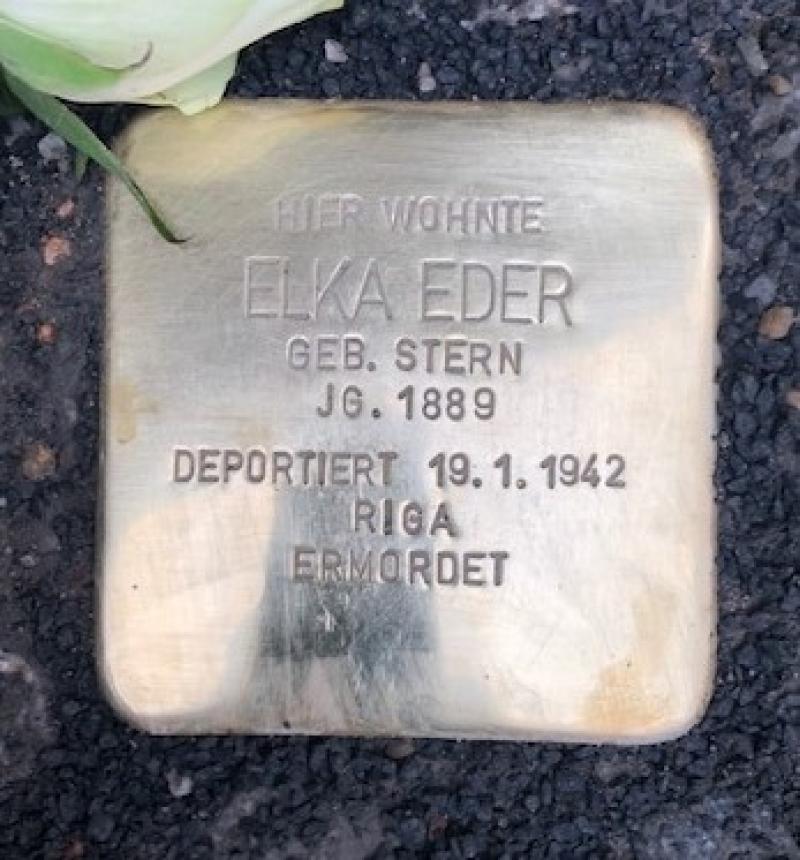 HIER WOHNTE
ELKA EDER
GEB. STERN
JG. 1889
DEPORTIERT 19.1.1942
RIGA
ERMORDET